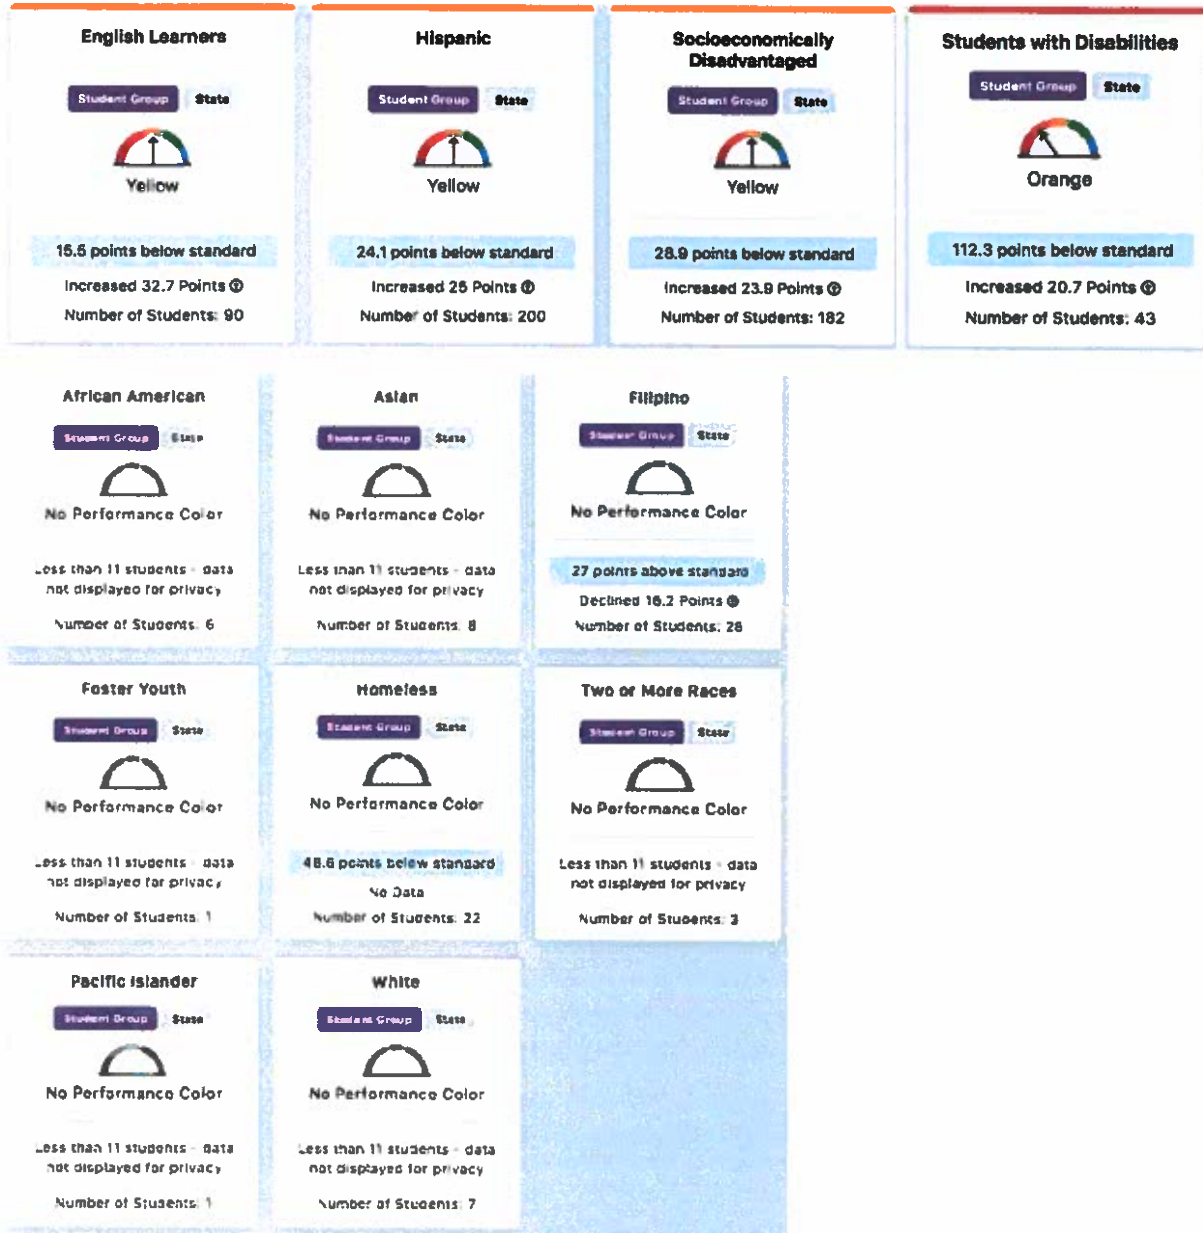 English Learners
Student Group State
Yellow
15.5 points below standard
Increased 32.7 Points
Number of Students: 90
Hispanic
Student Group State
Yellow
24.1 points below standard
Increased 25 Points
Number of Students: 200
Socioeconomically
Disadvantaged
Student Group State
Yellow
28.9 points below standard
Increased 23.9 Points
Number of Students: 182
Students with Disabilities
Student Group State
Orange
112.3 points below standard
Increased 20.7 Points
Number of Students: 43
African American
Student Group State
No Performance Color
Less than 11 students - data
not displayed for privacy
Number of Students: 6
Asian
Student Group State
No Performance Color
Less than 11 students - data
not displayed for privacy
Number of Students: 8
Filipino
Student Group State
No Performance Color
27 points above standard
Declined 16.2 Points
Number of Students: 28
Foster Youth
Student Group State
No Performance Color
Less than 11 students - data
not displayed for privacy
Number of Students: 1
Homeless
Student Group State
No Performance Color
48.6 points below standard
No Data
Number of Students: 22
Two or More Races
Student Group State
No Performance Color
Less than 11 students - data
not displayed for privacy
Number of Students: 3
Pacific Islander
Student Group State
No Performance Color
Less than 11 students - data
not displayed for privacy
Number of Students: 1
White
Student Group State
No Performance Color
Less than 11 students - data
not displayed for privacy
Number of Students: 7